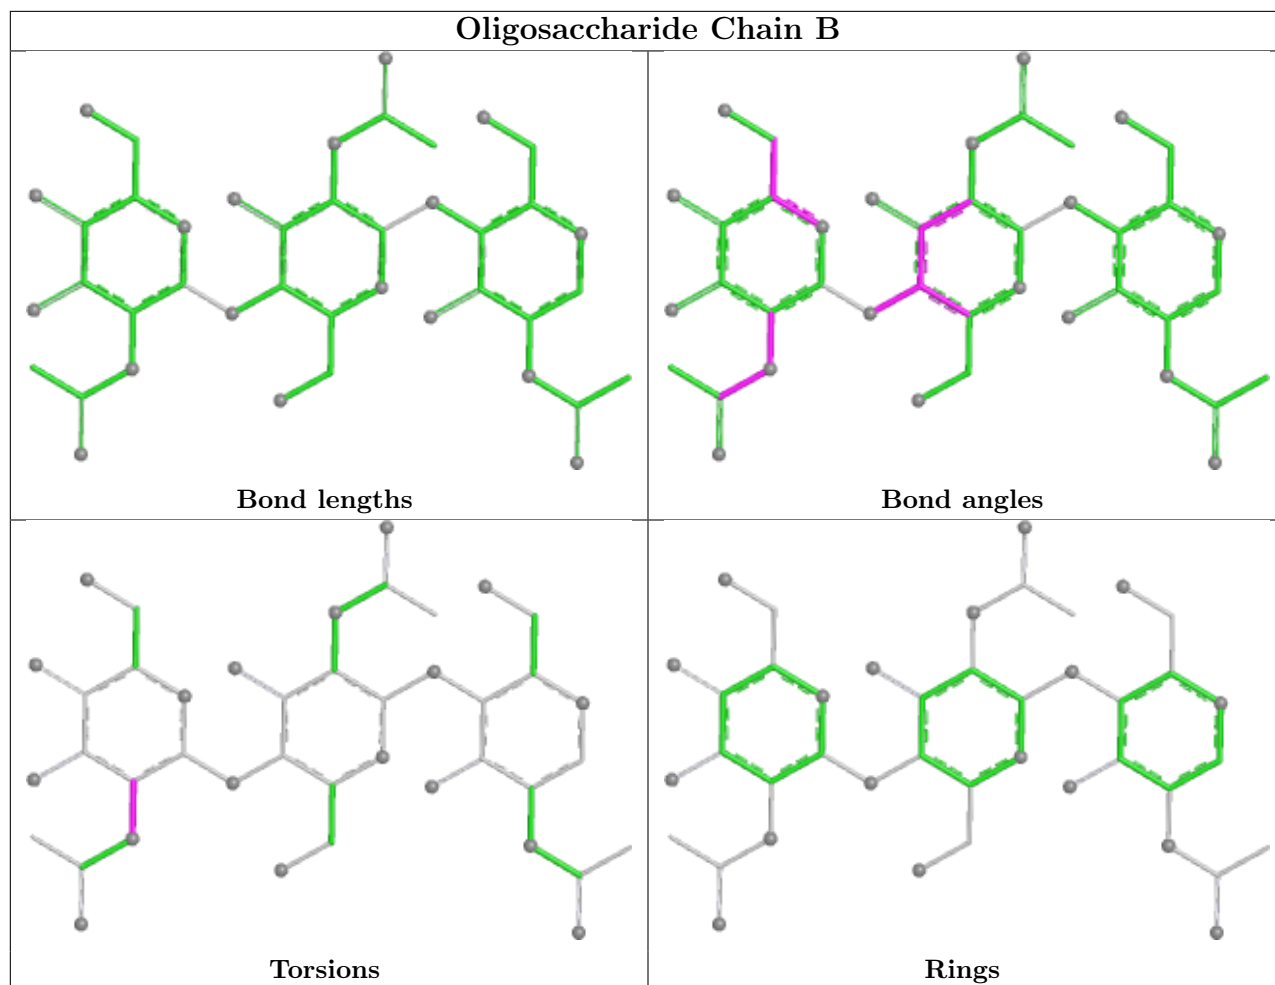 Oligosaccharide Chain B
Bond lengths
Bond angles
Torsions
Rings